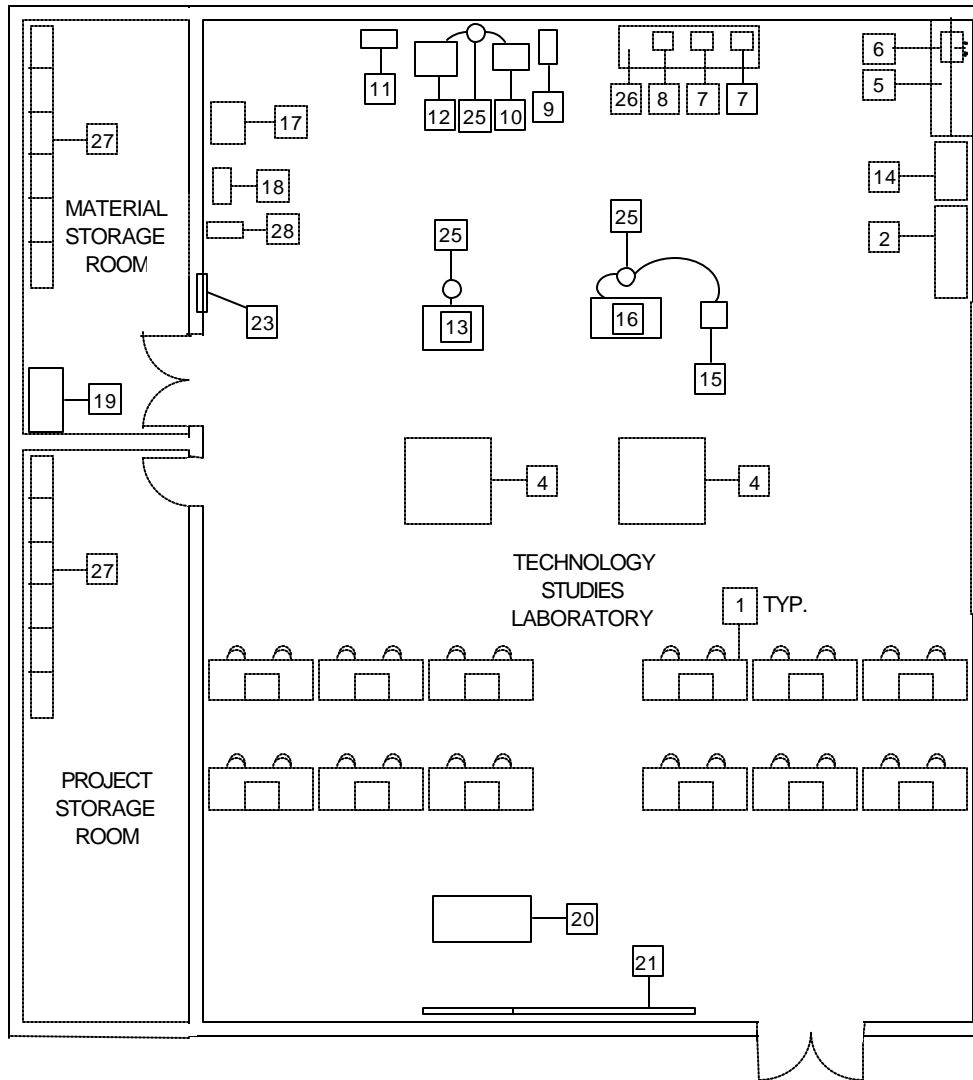 6
5
11
12
25
10
9
26
8
7
7
17
27
18
14
MATERIAL
STORAGE
ROOM
28
25
25
2
23
13
16
15
19
4
4
27
TECHNOLOGY
STUDIES
LABORATORY
1 TYP.
PROJECT
STORAGE
ROOM
20
21